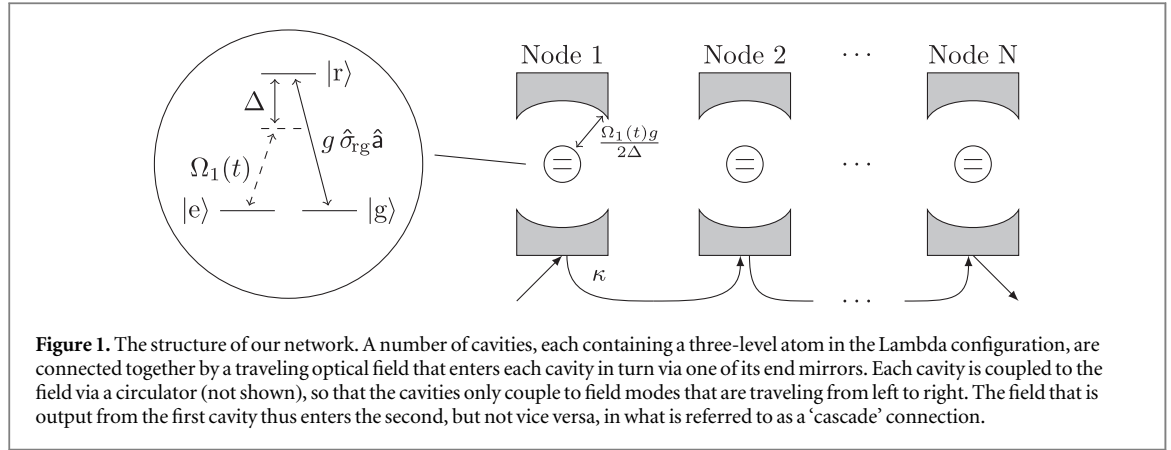 Node 1 Node 2 ⋯ Node N
|r⟩
Δ
g σ̂rg â
Ω1(t)g
2Δ
Ω1(t)
⋯
|e⟩ |g⟩
κ
⋯
Figure 1. The structure of our network. A number of cavities, each containing a three-level atom in the Lambda configuration, are
connected together by a traveling optical field that enters each cavity in turn via one of its end mirrors. Each cavity is coupled to the
field via a circulator (not shown), so that the cavities only couple to field modes that are traveling from left to right. The field that is
output from the first cavity thus enters the second, but not vice versa, in what is referred to as a ‘cascade’ connection.